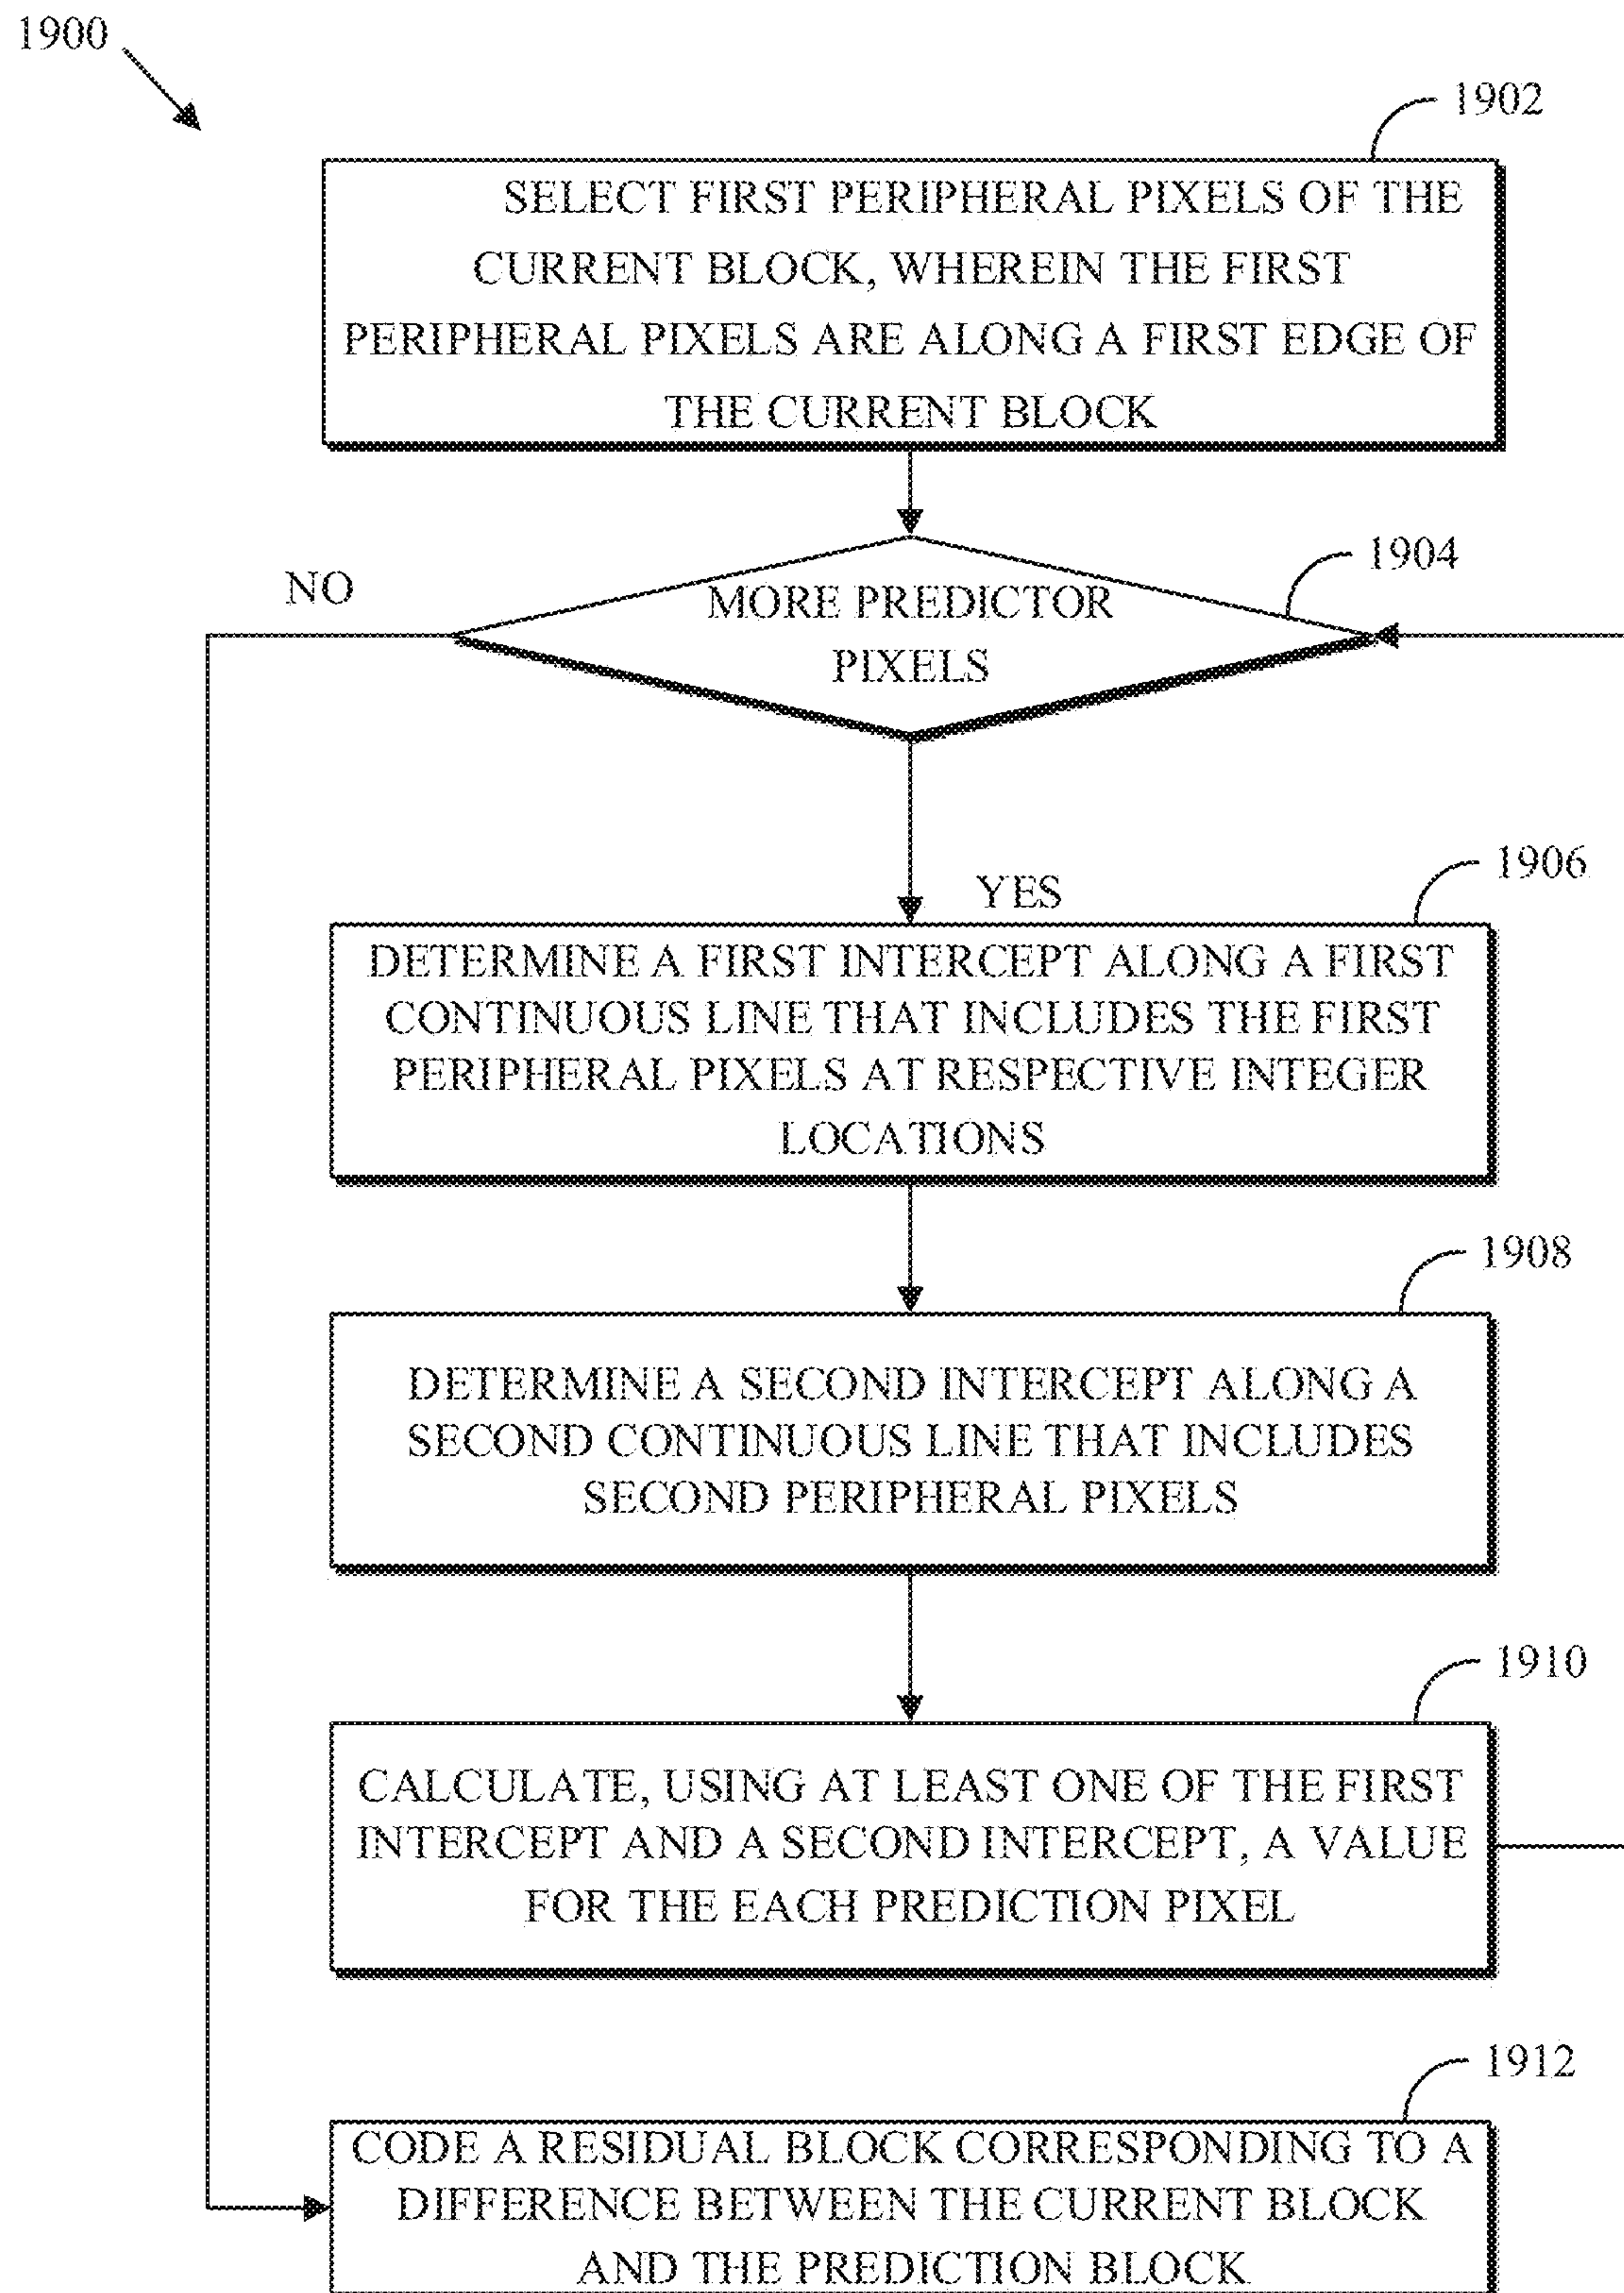 1900
1902
SELECT FIRST PERIPHERAL PIXELS OF THE
CURRENT BLOCK, WHEREIN THE FIRST
PERIPHERAL PIXELS ARE ALONG A FIRST EDGE OF
THE CURRENT BLOCK
1904
NO
MORE PREDICTOR
PIXELS
YES
1906
DETERMINE A FIRST INTERCEPT ALONG A FIRST
CONTINUOUS LINE THAT INCLUDES THE FIRST
PERIPHERAL PIXELS AT RESPECTIVE INTEGER
LOCATIONS
1908
DETERMINE A SECOND INTERCEPT ALONG A
SECOND CONTINUOUS LINE THAT INCLUDES
SECOND PERIPHERAL PIXELS
1910
CALCULATE, USING AT LEAST ONE OF THE FIRST
INTERCEPT AND A SECOND INTERCEPT, A VALUE
FOR THE EACH PREDICTION PIXEL
1912
CODE A RESIDUAL BLOCK CORRESPONDING TO A
DIFFERENCE BETWEEN THE CURRENT BLOCK
AND THE PREDICTION BLOCK